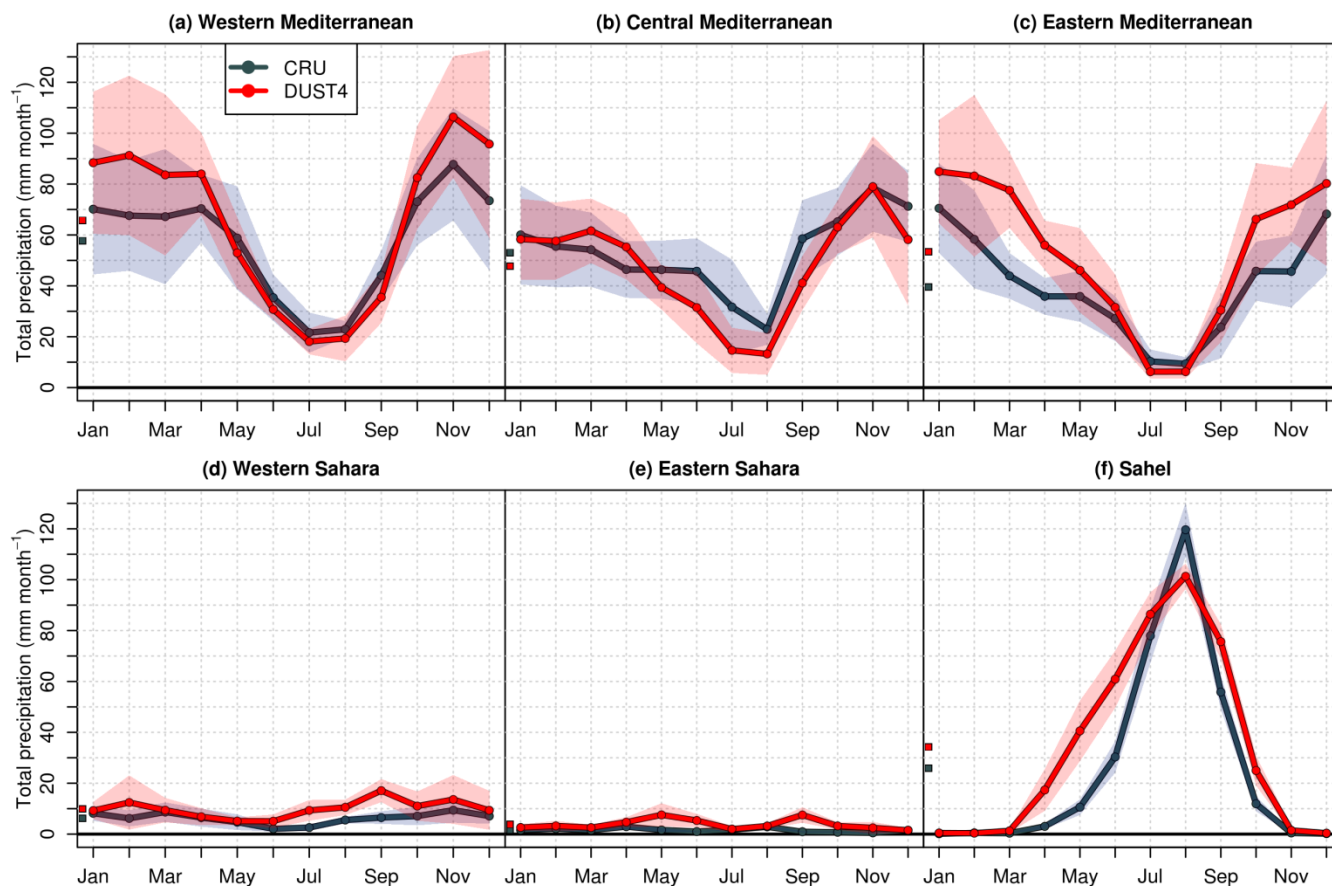 (a) Western Mediterranean
(b) Central Mediterranean
(c) Eastern Mediterranean
CRU
DUST4
Total precipitation (mm month⁻¹)
0 20 40 60 80 100 120
Jan Mar May Jul Sep Nov
Jan Mar May Jul Sep Nov
Jan Mar May Jul Sep Nov
(d) Western Sahara
(e) Eastern Sahara
(f) Sahel
Total precipitation (mm month⁻¹)
0 20 40 60 80 100 120
Jan Mar May Jul Sep Nov
Jan Mar May Jul Sep Nov
Jan Mar May Jul Sep Nov